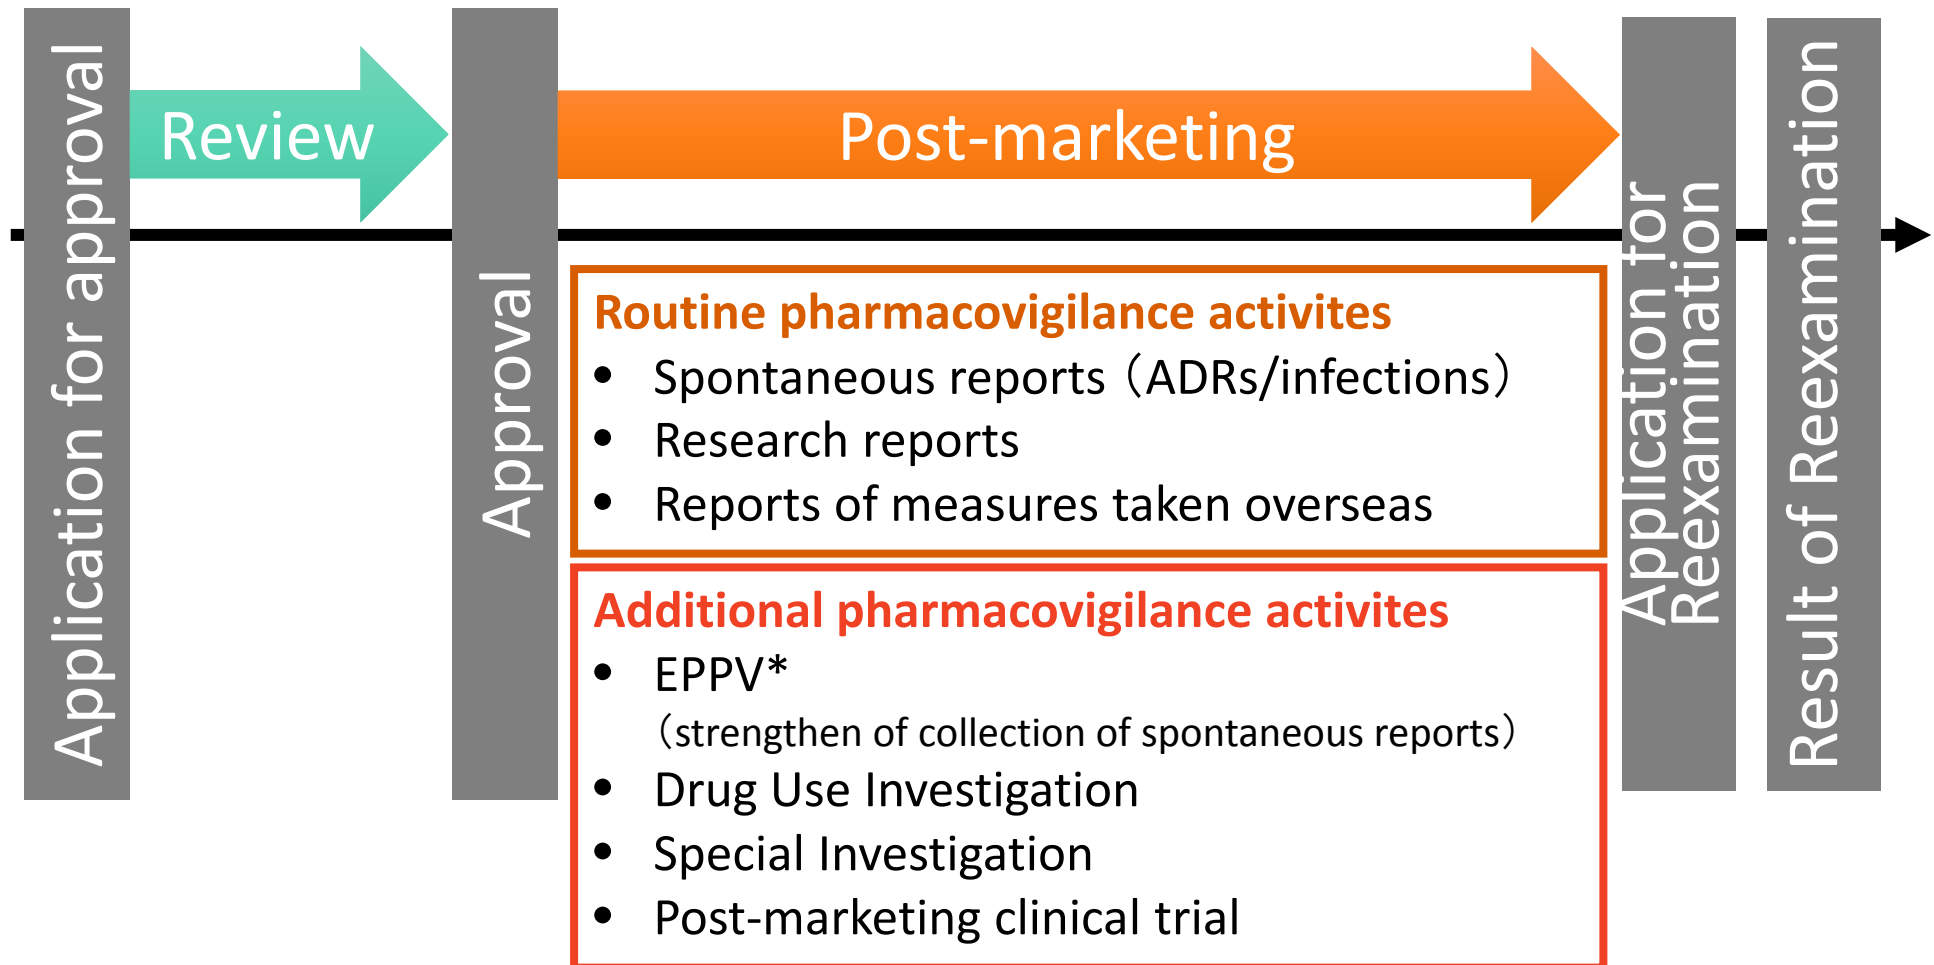 Application for approval
Review
Approval
Post-marketing
Routine pharmacovigilance activites
• Spontaneous reports（ADRs/infections）
• Research reports
• Reports of measures taken overseas
Additional pharmacovigilance activites
• EPPV*
（strengthen of collection of spontaneous reports）
• Drug Use Investigation
• Special Investigation
• Post-marketing clinical trial
Application for
Reexamination
Result of Reexamination